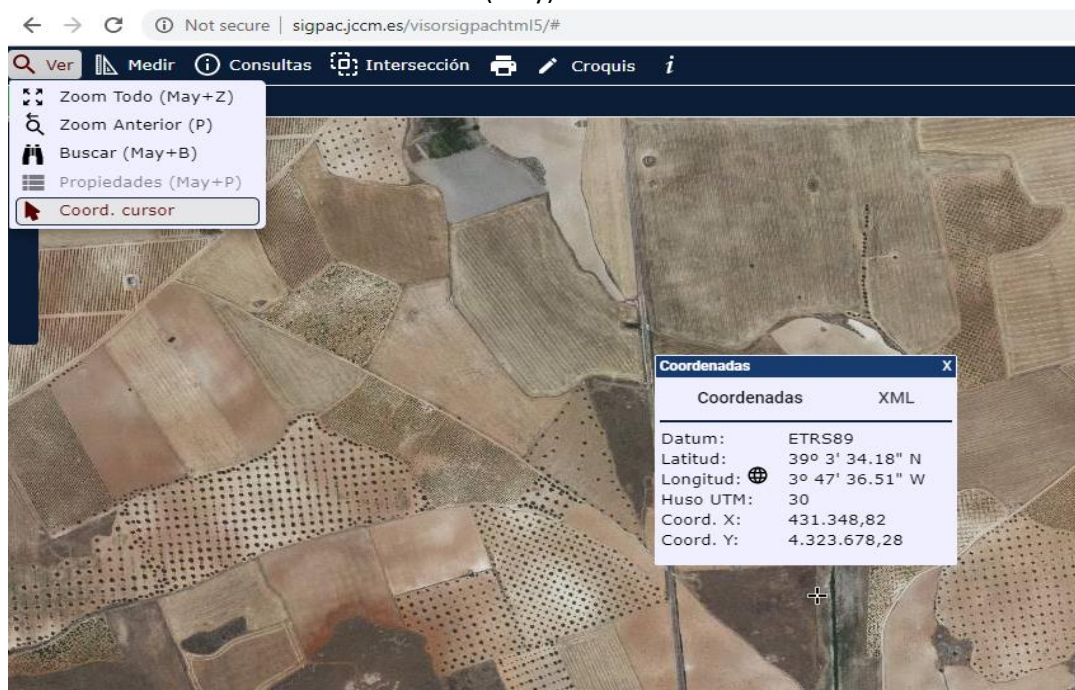 Not secure | sigpac.jccm.es/visorsigpachtml5/#
Ver Medir Consultas Intersección Croquis i
Zoom Todo (May+Z)
Zoom Anterior (P)
Buscar (May+B)
Propiedades (May+P)
Coord. cursor
Coordenadas X
Coordenadas XML
Datum: ETRS89
Latitud: 39º 3' 34.18" N
Longitud: 3º 47' 36.51" W
Huso UTM: 30
Coord. X: 431.348,82
Coord. Y: 4.323.678,28